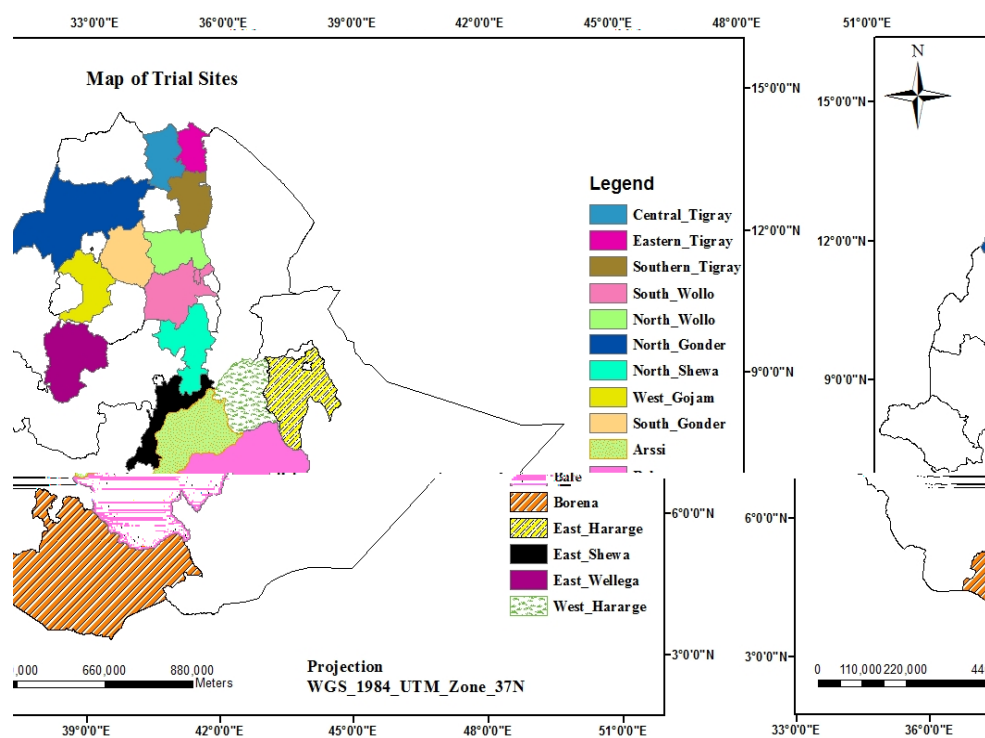 33°0'0"E 36°0'0"E 39°0'0"E 42°0'0"E 45°0'0"E 48°0'0"E 51°0'0"E
Map of Trial Sites
N
15°0'0"N
15°0'0"N
Legend
Central_Tigray
Eastern_Tigray
Southern_Tigray
South_Wollo
North_Wollo
North_Gonder
North_Shewa
West_Gojam
South_Gonder
Arssi
12°0'0"N
12°0'0"N
9°0'0"N
9°0'0"N
Bale
Borena
East_Hararge
East_Shewa
East_Wellega
West_Hararge
6°0'0"N
6°0'0"N
3°0'0"N
3°0'0"N
,000 660,000 880,000
Meters
Projection
WGS_1984_UTM_Zone_37N
0 110,000 220,000 44
39°0'0"E 42°0'0"E 45°0'0"E 48°0'0"E 51°0'0"E 33°0'0"E 36°0'0"E